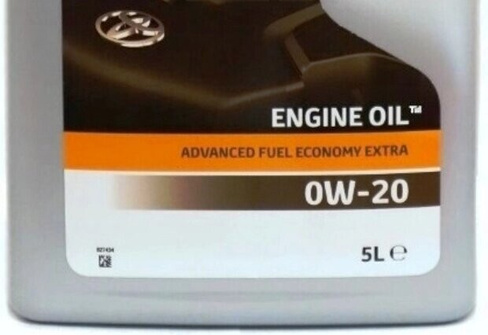 ENGINE OIL™
ADVANCED FUEL ECONOMY EXTRA
0W-20
5L ℮